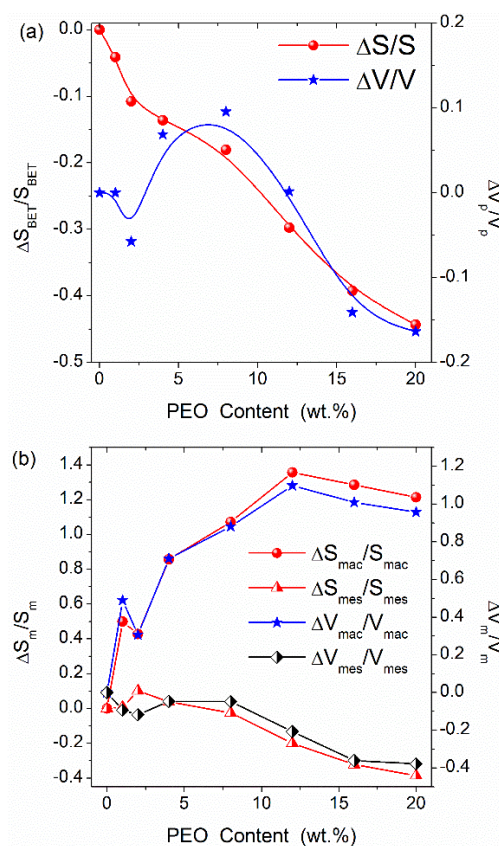 (a)
ΔS/S
ΔV/V
0.0
-0.1
-0.2
-0.3
-0.4
-0.5
ΔS_BET/S_BET
0.2
0.1
0.0
-0.1
-0.2
ΔV_p/V_p
0 5 10 15 20
PEO Content (wt.%)
(b)
1.4
1.2
1.0
0.8
0.6
0.4
0.2
0.0
-0.2
-0.4
ΔS_m/S_m
ΔS_mac/S_mac
ΔS_mes/S_mes
ΔV_mac/V_mac
ΔV_mes/V_mes
1.2
1.0
0.8
0.6
0.4
0.2
0.0
-0.2
-0.4
ΔV_m/V_m
0 5 10 15 20
PEO Content (wt.%)